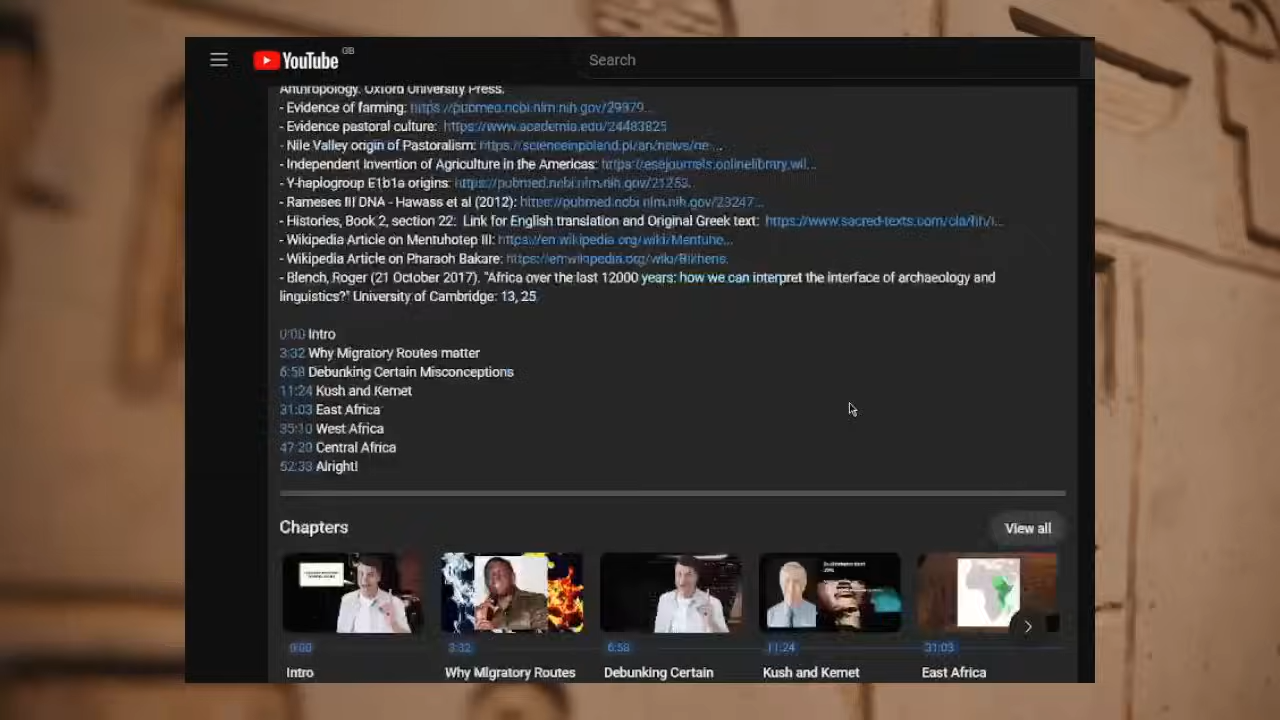 YouTube GB
Search
Anthropology. Oxford University Press.
- Evidence of farming: https://pubmed.ncbi.nlm.nih.gov/29379...
- Evidence pastoral culture: https://www.academia.edu/24483825
- Nile Valley origin of Pastoralism: https://scienceinpoland.pl/en/news/ne...
- Independent Invention of Agriculture in the Americas: https://esajournals.onlinelibrary.wil...
- Y-haplogroup E1b1a origins: https://pubmed.ncbi.nlm.nih.gov/21253...
- Rameses III DNA - Hawass et al (2012): https://pubmed.ncbi.nlm.nih.gov/23247...
- Histories, Book 2, section 22: Link for English translation and Original Greek text: https://www.sacred-texts.com/cla/hh/...
- Wikipedia Article on Mentuhotep III: https://en.wikipedia.org/wiki/Mentuho...
- Wikipedia Article on Pharaoh Bakare:
- Blench, Roger (21 October 2017). "Africa over the last 12000 years: how we can interpret the interface of archaeology and
linguistics?" University of Cambridge: 13, 25
0:00 Intro
3:32 Why Migratory Routes matter
6:58 Debunking Certain Misconceptions
11:24 Kush and Kemet
31:03 East Africa
35:10 West Africa
47:20 Central Africa
52:33 Alright!
Chapters
View all
0:00
3:32
6:58
11:24
31:03
Intro
Why Migratory Routes
Debunking Certain
Kush and Kemet
East Africa